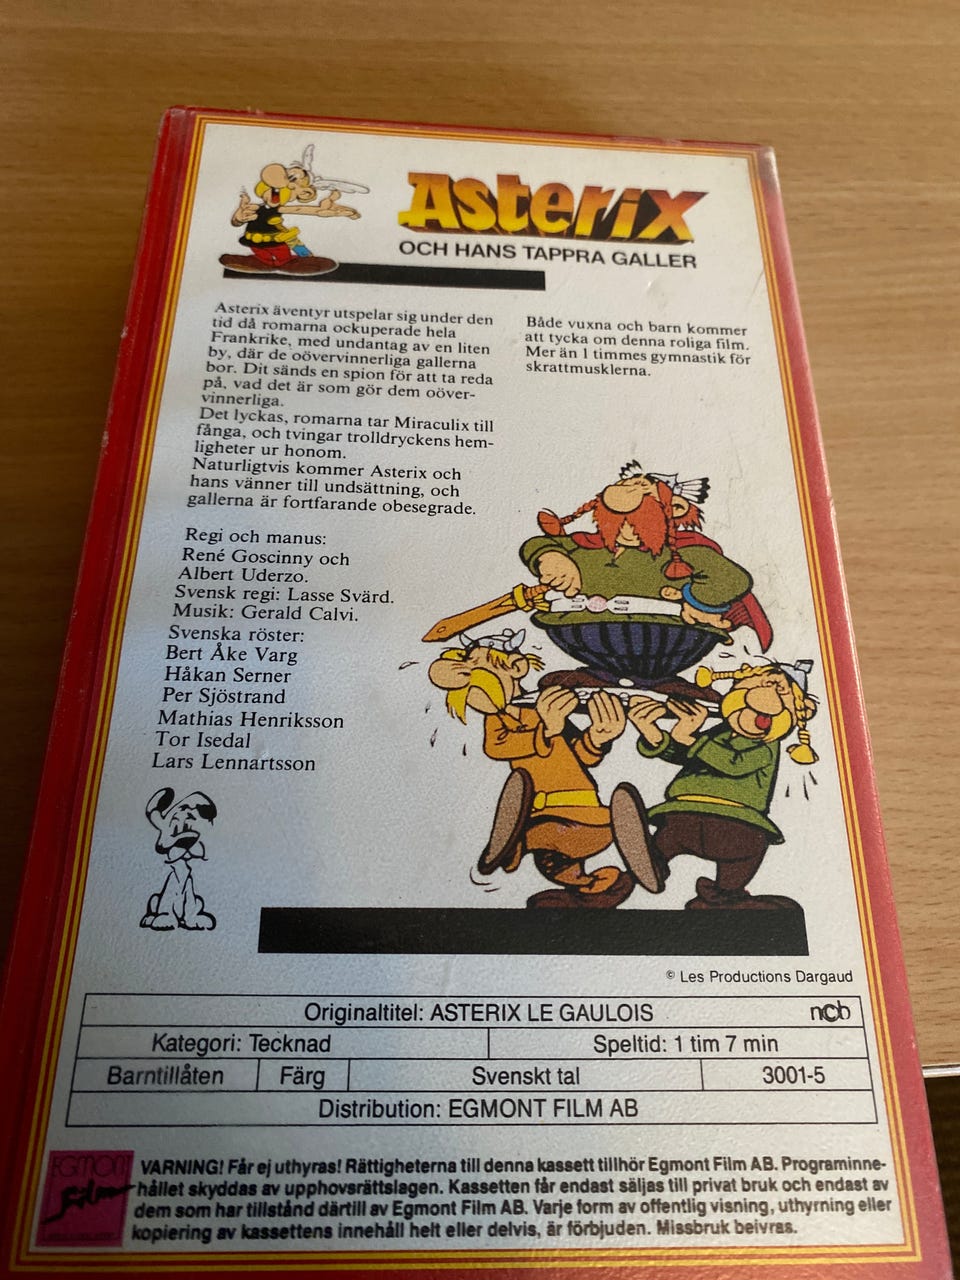 Asterix
OCH HANS TAPPRA GALLER
Asterix äventyr utspelar sig under den
tid då romarna ockuperade hela
Frankrike, med undantag av en liten
by, där de oövervinnerliga gallerna
bor. Dit sänds en spion för att ta reda
på, vad det är som gör dem oöver-
vinnerliga.
Det lyckas, romarna tar Miraculix till
fånga, och tvingar trolldryckens hem-
ligheter ur honom.
Naturligtvis kommer Asterix och
hans vänner till undsättning, och
gallerna är fortfarande obesegrade.
Både vuxna och barn kommer
att tycka om denna roliga film.
Mer än 1 timmes gymnastik för
skrattmusklerna.
Regi och manus:
René Goscinny och
Albert Uderzo.
Svensk regi: Lasse Svärd.
Musik: Gerald Calvi.
Svenska röster:
Bert Åke Varg
Håkan Serner
Per Sjöstrand
Mathias Henriksson
Tor Isedal
Lars Lennartsson
© Les Productions Dargaud
Originaltitel: ASTERIX LE GAULOIS ncb
Kategori: Tecknad Speltid: 1 tim 7 min
Barntillåten Färg Svenskt tal 3001-5
Distribution: EGMONT FILM AB
EGMONT
Film
VARNING! Får ej uthyras! Rättigheterna till denna kassett tillhör Egmont Film AB. Programinne-
hållet skyddas av upphovsrättslagen. Kassetten får endast säljas till privat bruk och endast av
dem som har tillstånd därtill av Egmont Film AB. Varje form av offentlig visning, uthyrning eller
kopiering av kassettens innehåll helt eller delvis, är förbjuden. Missbruk beivras.